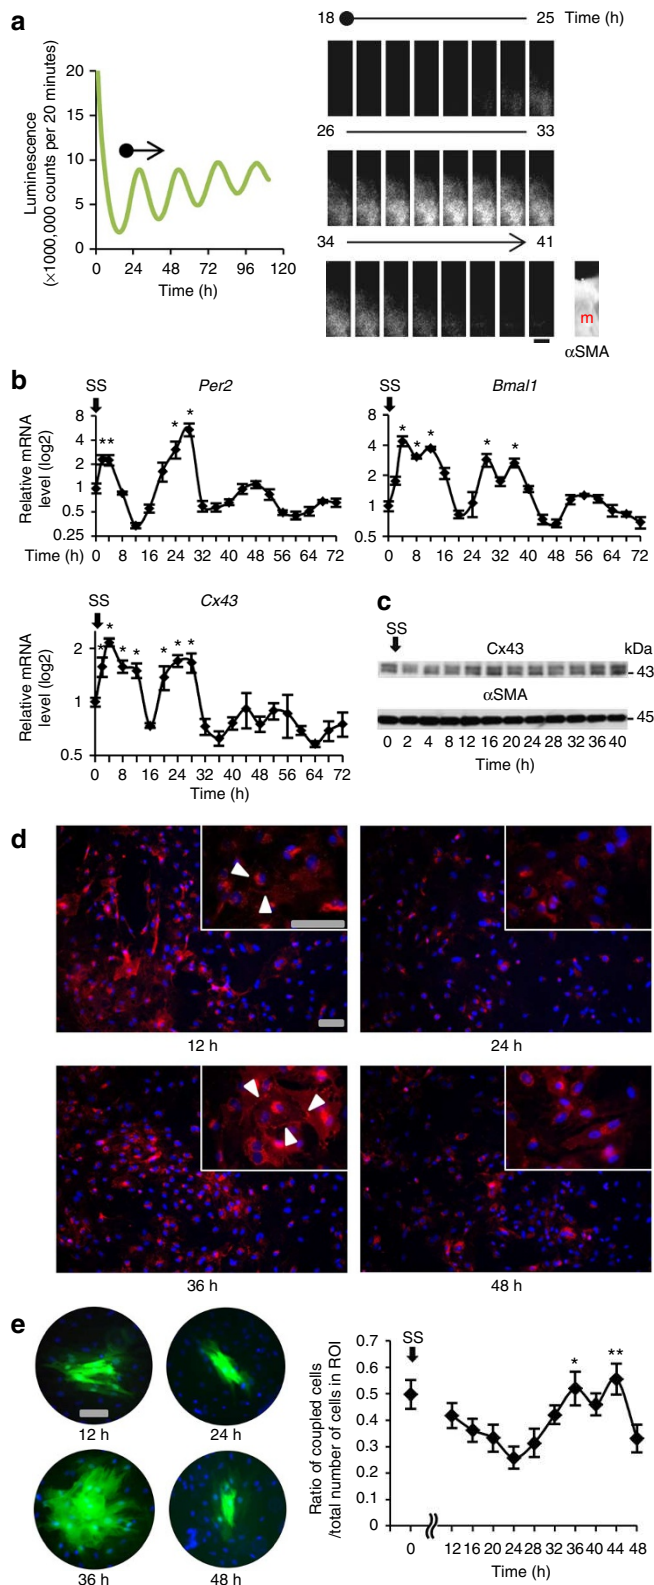 a
18
25
Time (h)
Luminescence
(×1000,000 counts per 20 minutes)
20
15
10
5
0
0 24 48 72 96 120
Time (h)
26
33
34
41
m
αSMA
b
SS
Per2
Relative mRNA
level (log2)
8
4
2
1
0.5
0.25
Time (h) 0 8 16 24 32 40 48 56 64 72
* * * *
SS
Bmal1
8
4
2
1
0.5
0 8 16 24 32 40 48 56 64 72
* * * * *
SS
Cx43
Relative mRNA
level (log2)
2
1
0.5
0 8 16 24 32 40 48 56 64 72
Time (h)
* * * * * * *
c
SS
Cx43
kDa
43
αSMA
45
0 2 4 8 12 16 20 24 28 32 36 40
Time (h)
d
12 h
24 h
36 h
48 h
e
12 h
24 h
36 h
48 h
SS
Ratio of coupled cells
/total number of cells in ROI
0.7
0.6
0.5
0.4
0.3
0.2
0.1
0
* **
0 12 16 20 24 28 32 36 40 44 48
Time (h)